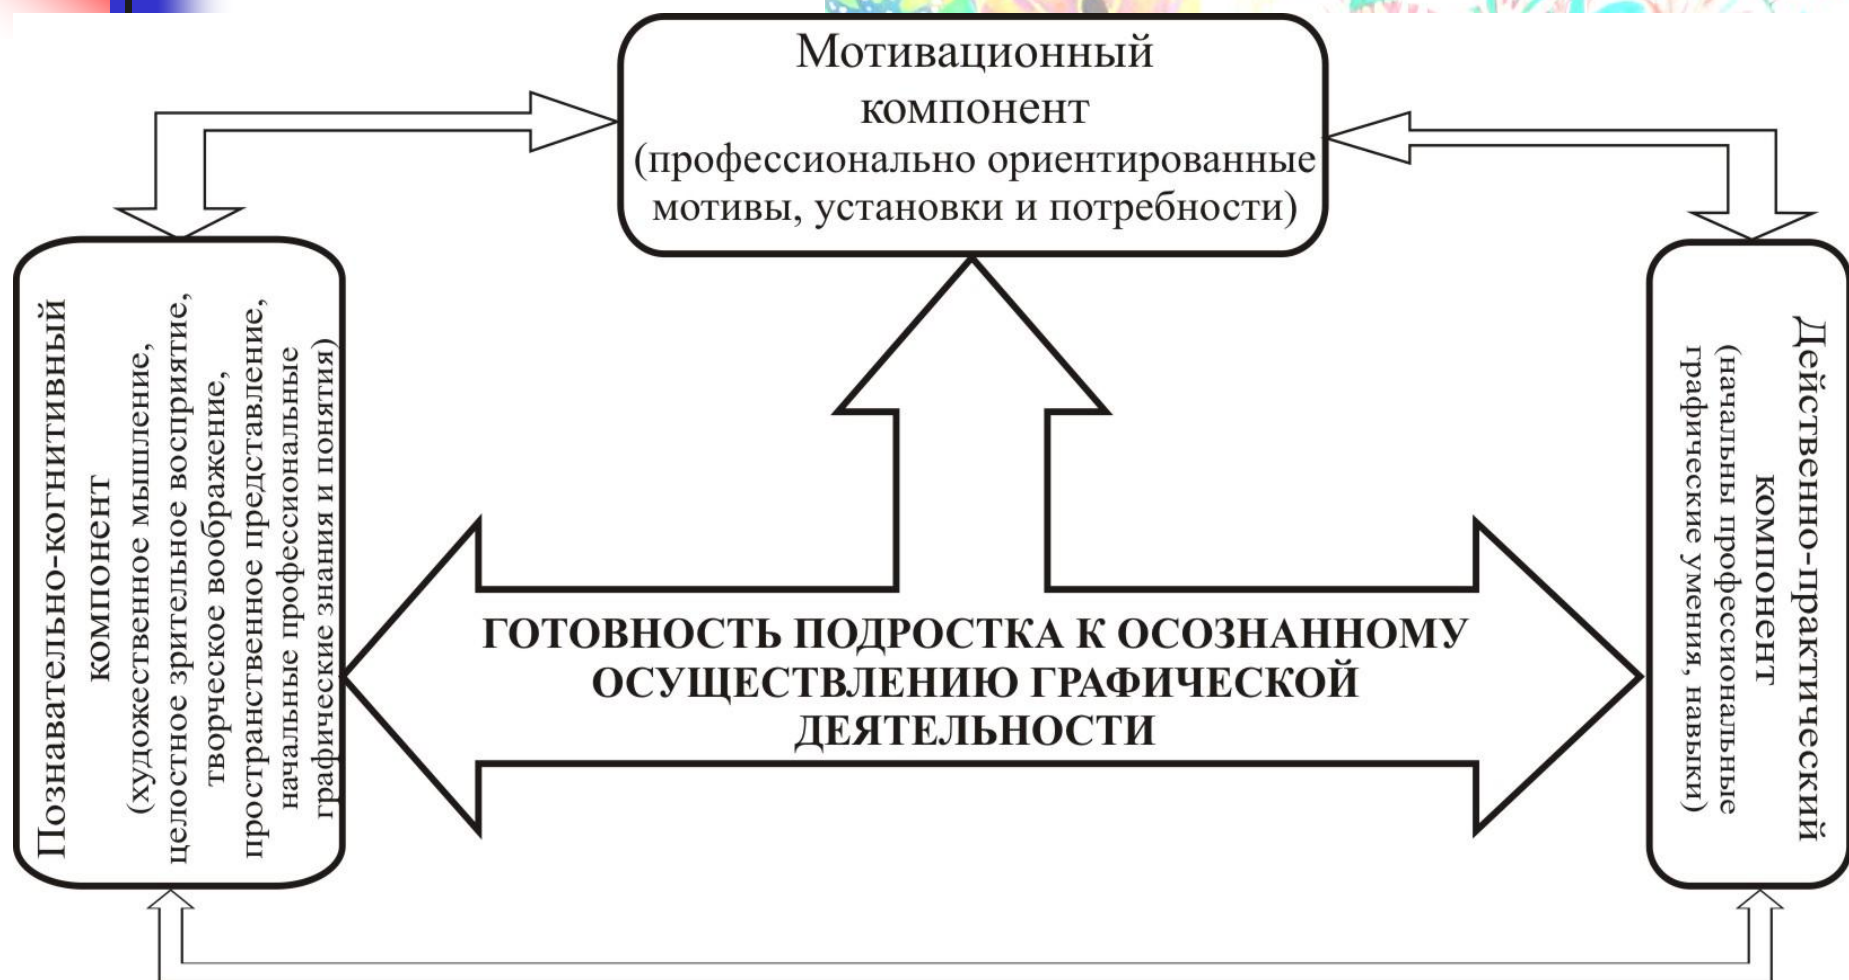 Мотивационный
компонент
(профессионально ориентированные
мотивы, установки и потребности)
Познавательно-когнитивный
компонент
(художественное мышление,
целостное зрительное восприятие,
творческое вообрaжение,
пространственное представление,
начальные профессиональные
графические знания и понятия)
ГОТОВНОСТЬ ПОДРОСТКА К ОСОЗНАННОМУ
ОСУЩЕСТВЛЕНИЮ ГРАФИЧЕСКОЙ
ДЕЯТЕЛЬНОСТИ
Действенно-практический
компонент
(начальны профессиональные
графические умения, навыки)